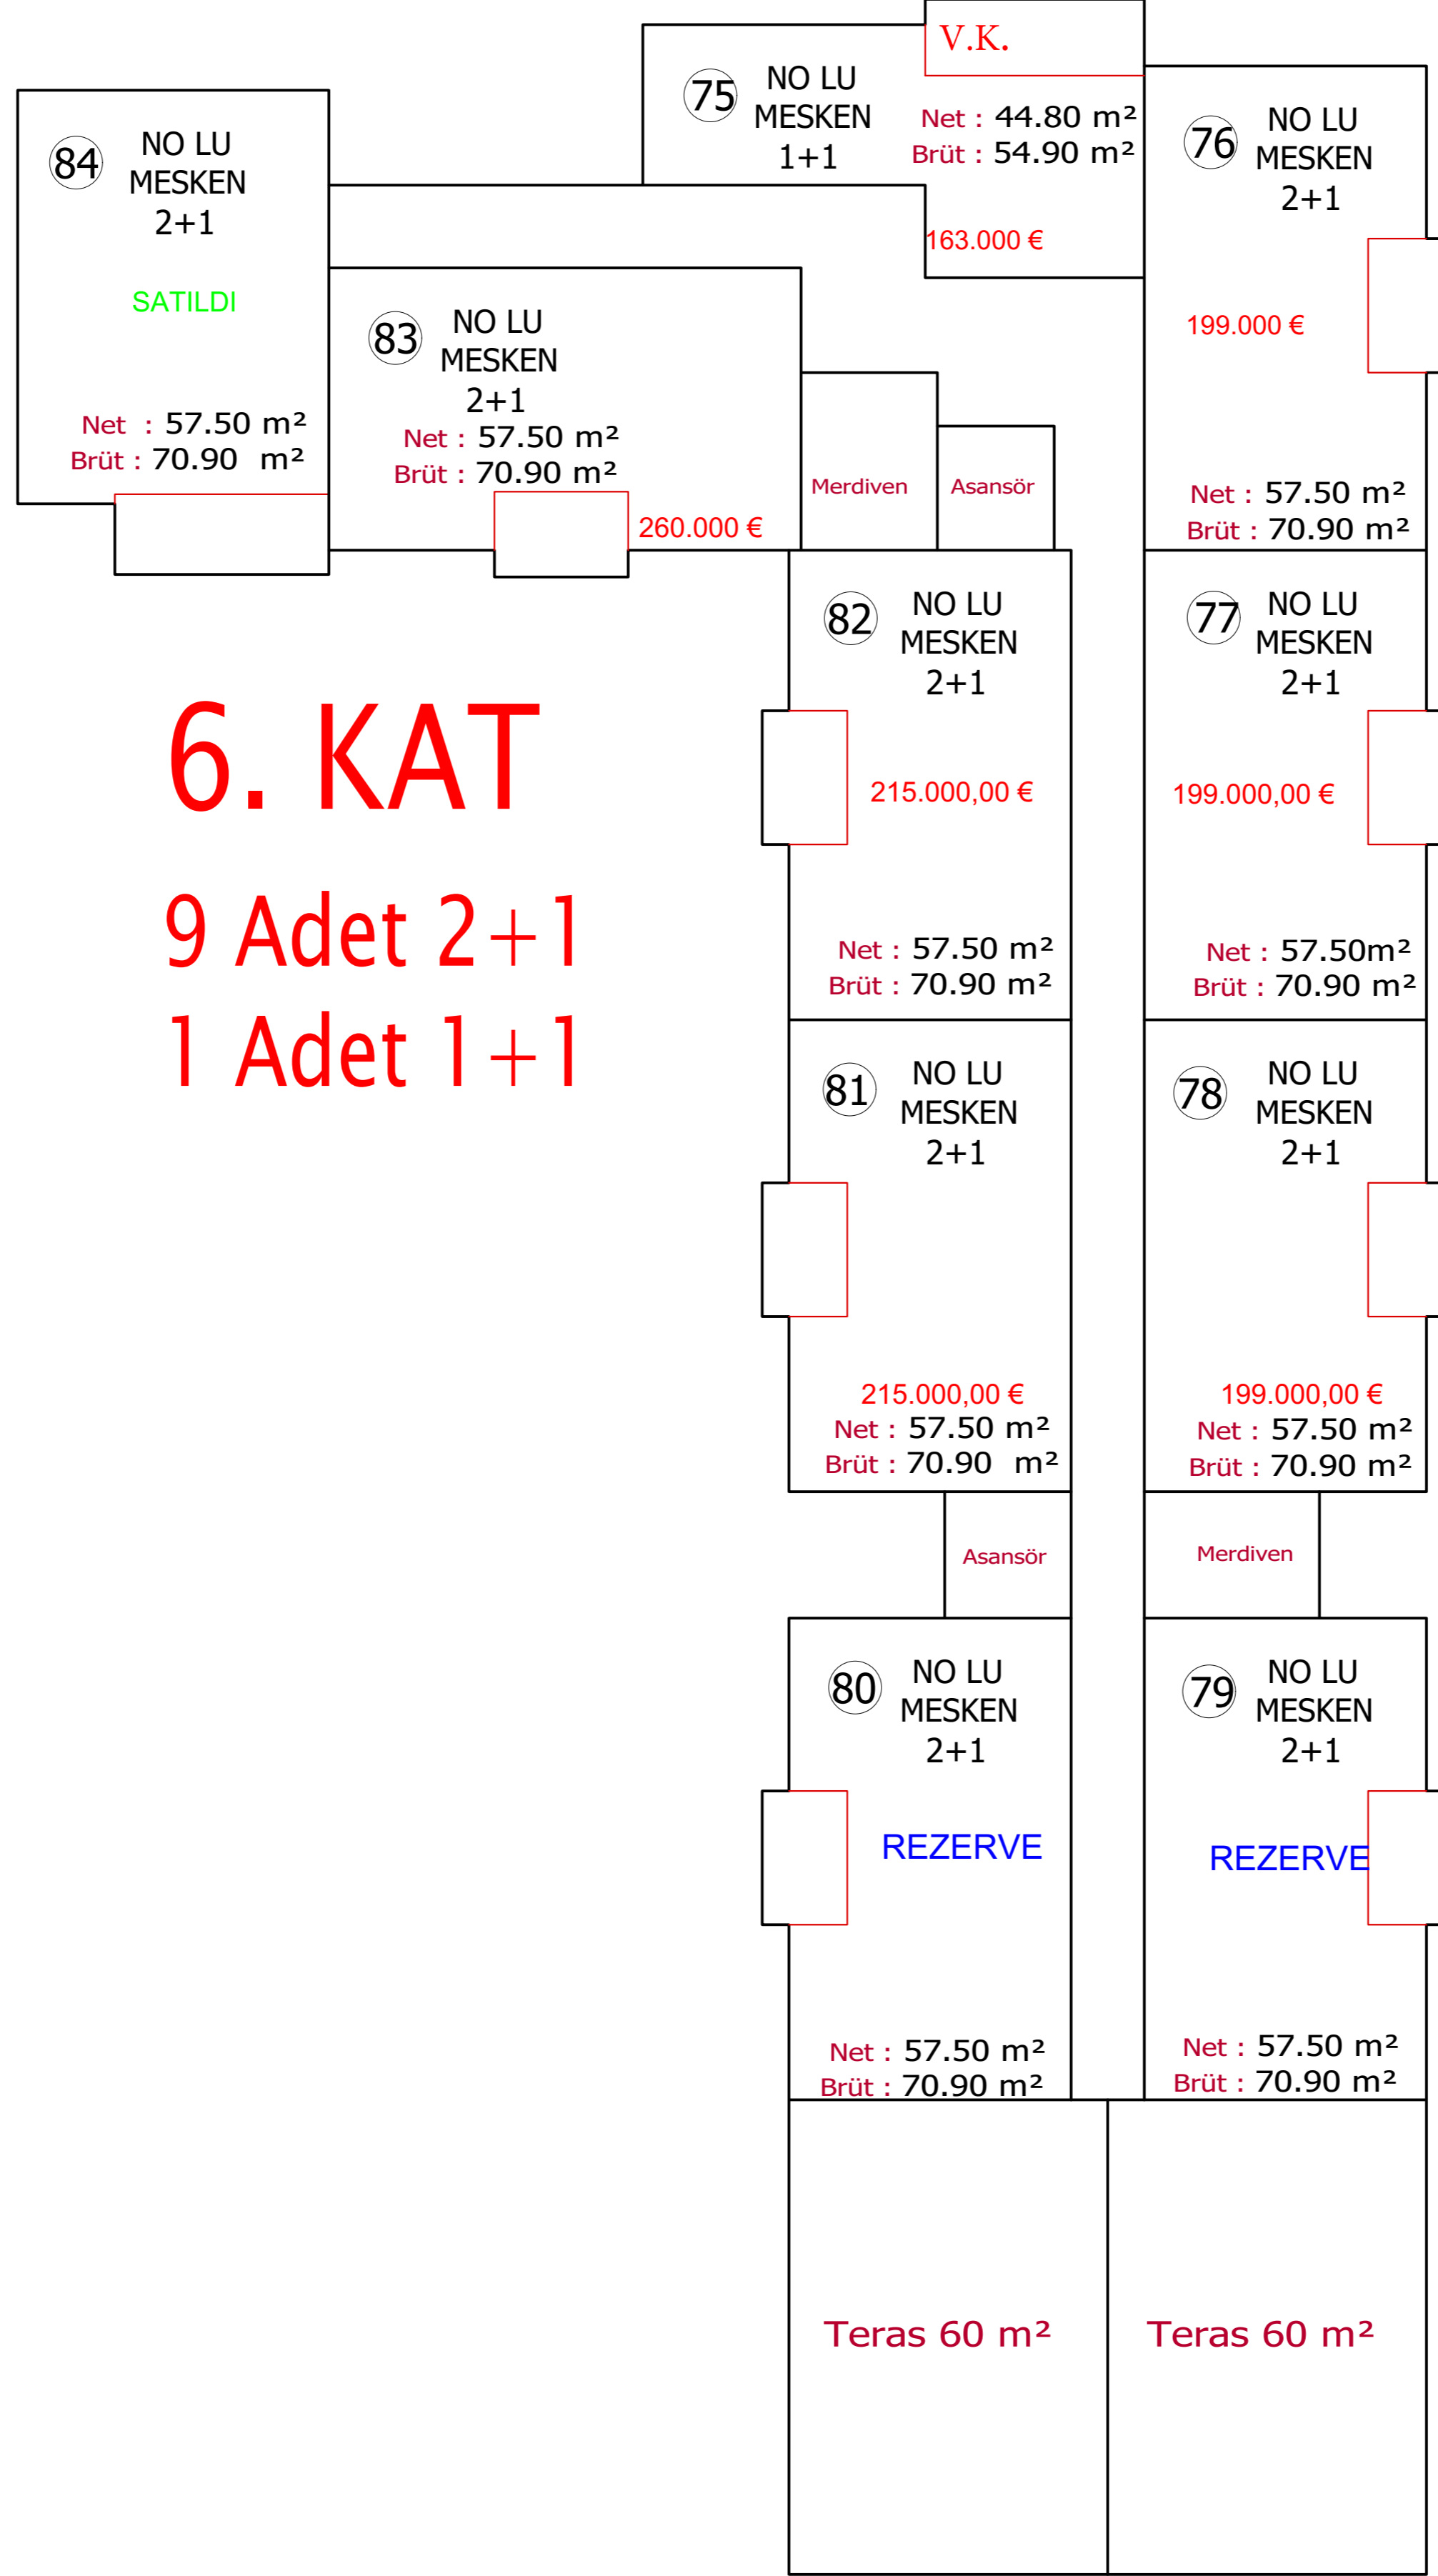 V.K.
75
NO LU
MESKEN
1+1
Net : 44.80 m²
Brüt : 54.90 m²
163.000 €
76
NO LU
MESKEN
2+1
199.000 €
Net : 57.50 m²
Brüt : 70.90 m²
84
NO LU
MESKEN
2+1
SATILDI
Net : 57.50 m²
Brüt : 70.90 m²
83
NO LU
MESKEN
2+1
Net : 57.50 m²
Brüt : 70.90 m²
260.000 €
Merdiven
Asansör
82
NO LU
MESKEN
2+1
215.000,00 €
Net : 57.50 m²
Brüt : 70.90 m²
77
NO LU
MESKEN
2+1
199.000,00 €
Net : 57.50m²
Brüt : 70.90 m²
6. KAT
9 Adet 2+1
1 Adet 1+1
81
NO LU
MESKEN
2+1
215.000,00 €
Net : 57.50 m²
Brüt : 70.90 m²
78
NO LU
MESKEN
2+1
199.000,00 €
Net : 57.50 m²
Brüt : 70.90 m²
Asansör
Merdiven
80
NO LU
MESKEN
2+1
REZERVE
Net : 57.50 m²
Brüt : 70.90 m²
79
NO LU
MESKEN
2+1
REZERVE
Net : 57.50 m²
Brüt : 70.90 m²
Teras 60 m²
Teras 60 m²